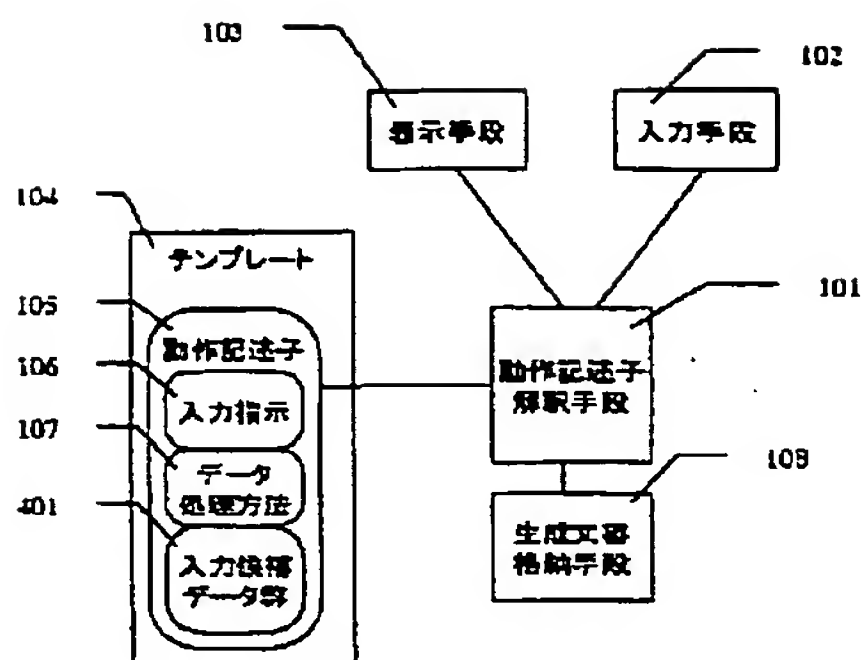 103
102
表示手段
入力手段
104
テンプレート
105
101
動作記述子
106
動作記述子
解釈手段
入力指示
107
データ
処理方法
108
401
生成文書
格納手段
入力候補
データ群